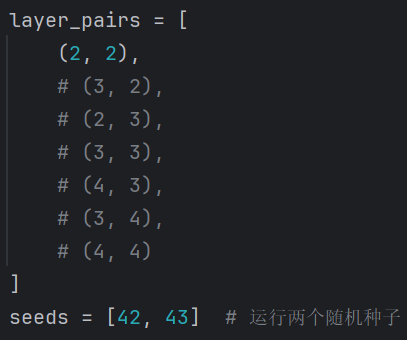 layer_pairs = [
    (2, 2),
    # (3, 2),
    # (2, 3),
    # (3, 3),
    # (4, 3),
    # (3, 4),
    # (4, 4)
]
seeds = [42, 43]  # 运行两个随机种子